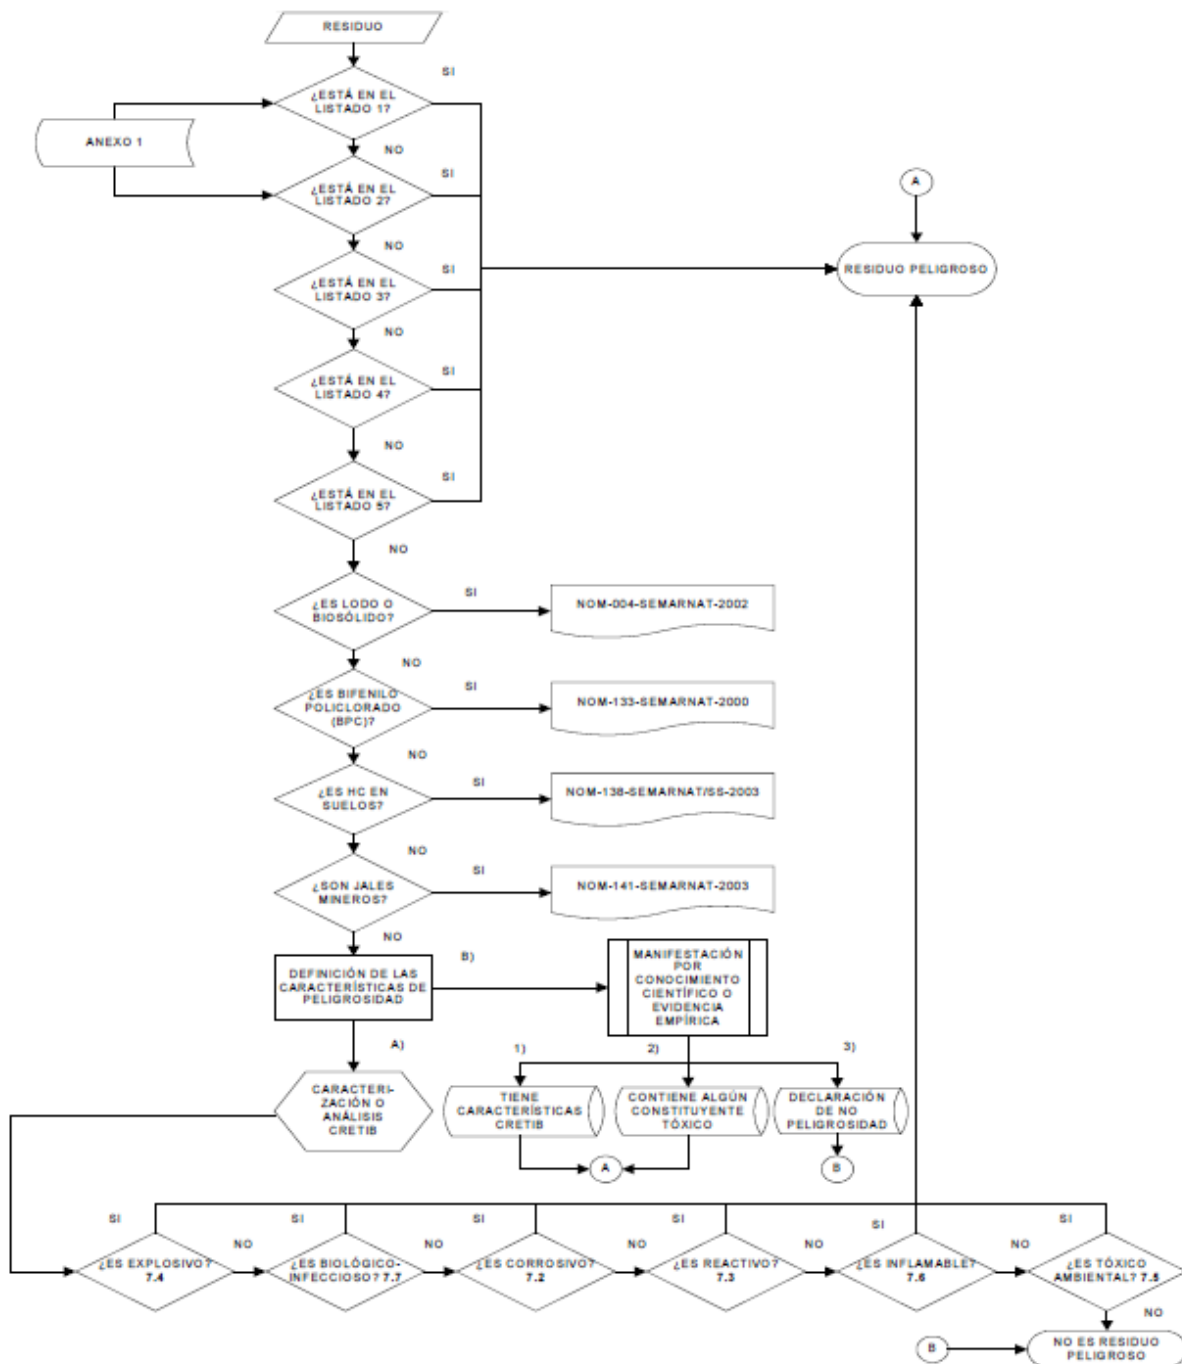 RESIDUO
SI
¿ESTÁ EN EL
LISTADO 1?
ANEXO 1
NO
SI
¿ESTÁ EN EL
LISTADO 2?
A
NO
RESIDUO PELIGROSO
SI
¿ESTÁ EN EL
LISTADO 3?
NO
SI
¿ESTÁ EN EL
LISTADO 4?
NO
SI
¿ESTÁ EN EL
LISTADO 5?
NO
SI
¿ES LODO O
BIOSÓLIDO?
NOM-004-SEMARNAT-2002
NO
SI
¿ES BIFENILO
POLICLORADO
(BPC)?
NOM-133-SEMARNAT-2000
NO
SI
¿ES HC EN
SUELOS?
NOM-138-SEMARNAT/SS-2003
NO
SI
¿SON JALES
MINEROS?
NOM-141-SEMARNAT-2003
NO
DEFINICIÓN DE LAS
CARACTERÍSTICAS DE
PELIGROSIDAD
B)
MANIFESTACIÓN
POR
CONOCIMIENTO
CIENTÍFICO O
EVIDENCIA
EMPÍRICA
A)
1)
2)
3)
CARACTERI-
ZACIÓN O
ANÁLISIS
CRETIB
TIENE
CARACTERÍSTICAS
CRETIB
CONTIENE ALGÚN
CONSTITUYENTE
TÓXICO
DECLARACIÓN
DE NO
PELIGROSIDAD
A
B
SI
SI
SI
SI
SI
SI
¿ES EXPLOSIVO?
7.4
NO
¿ES BIOLÓGICO-
INFECCIOSO? 7.7
NO
¿ES CORROSIVO?
7.2
NO
¿ES REACTIVO?
7.3
NO
¿ES INFLAMABLE?
7.6
NO
¿ES TÓXICO
AMBIENTAL? 7.5
NO
B
NO ES RESIDUO
PELIGROSO